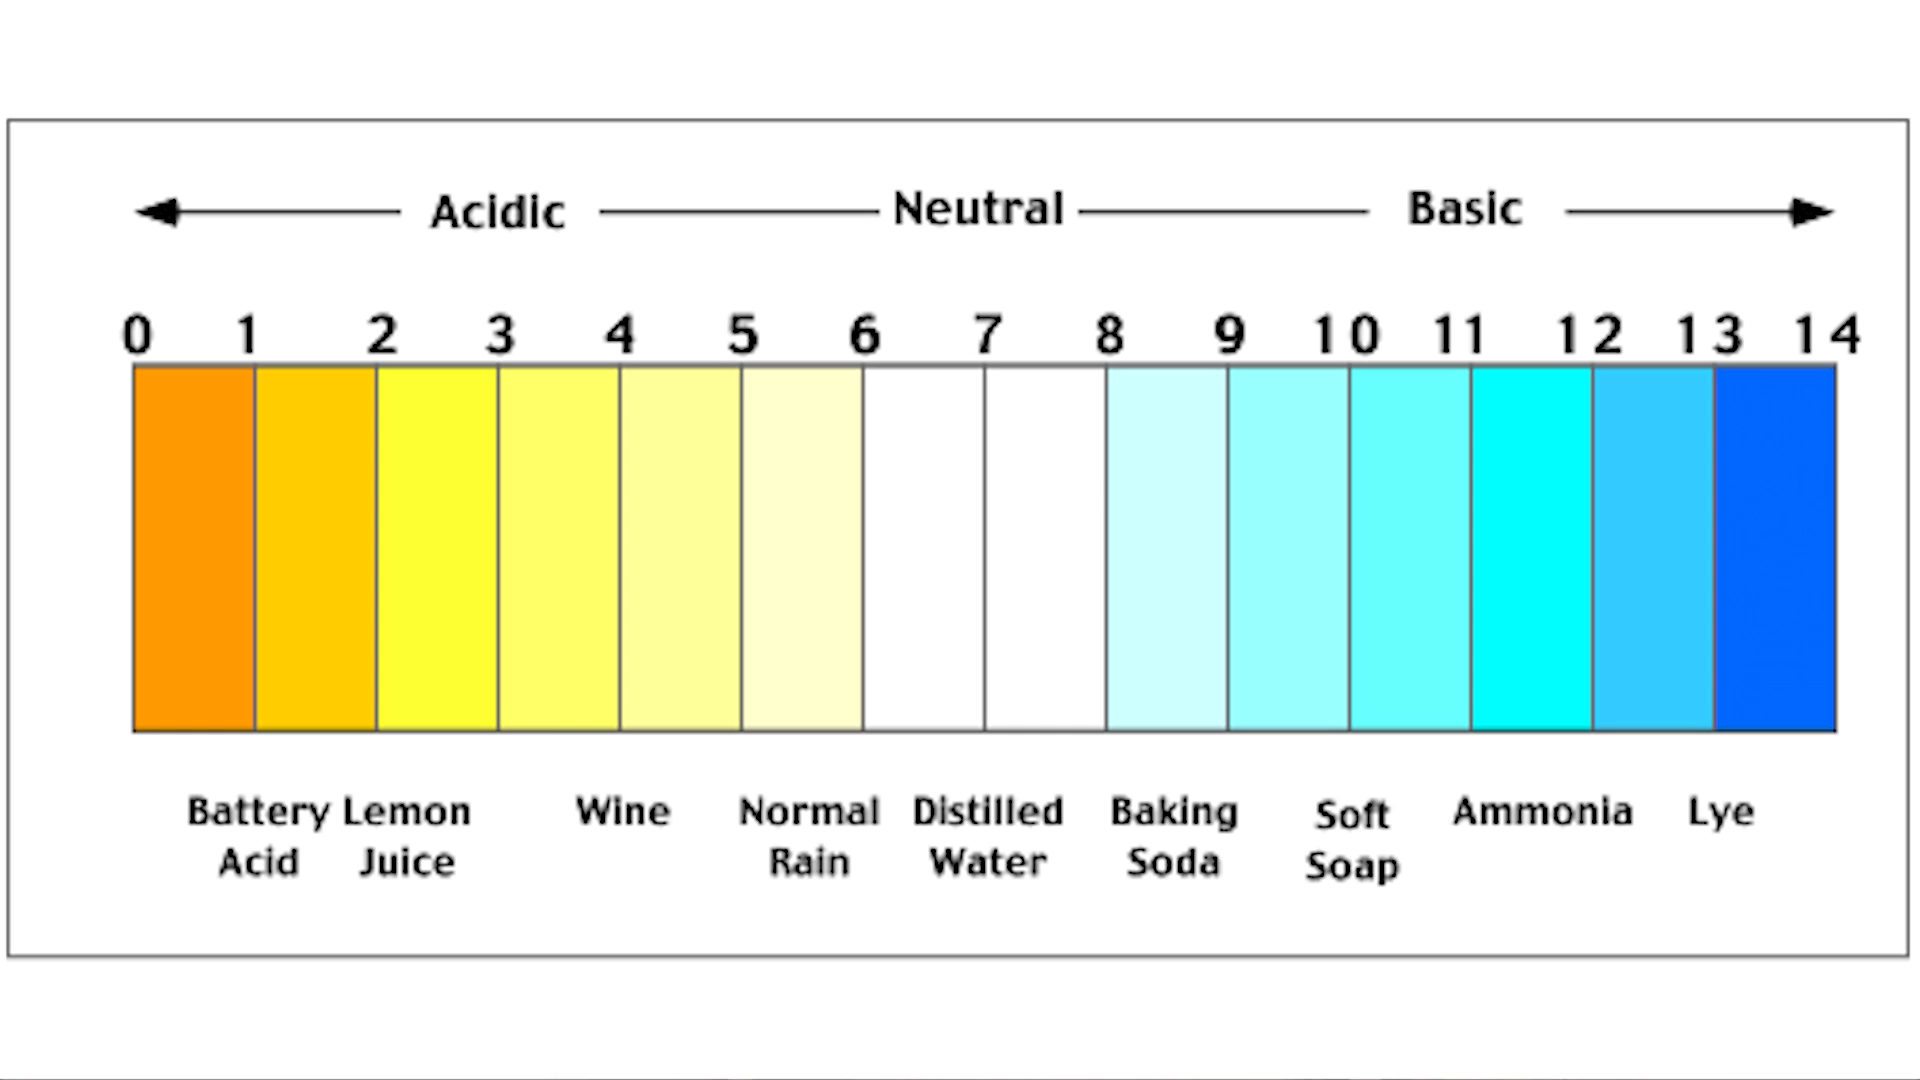 Acidic Neutral Basic
0 1 2 3 4 5 6 7 8 9 10 11 12 13 14
Battery Lemon Wine Normal Distilled Baking Soft Ammonia Lye
Acid Juice Rain Water Soda Soap